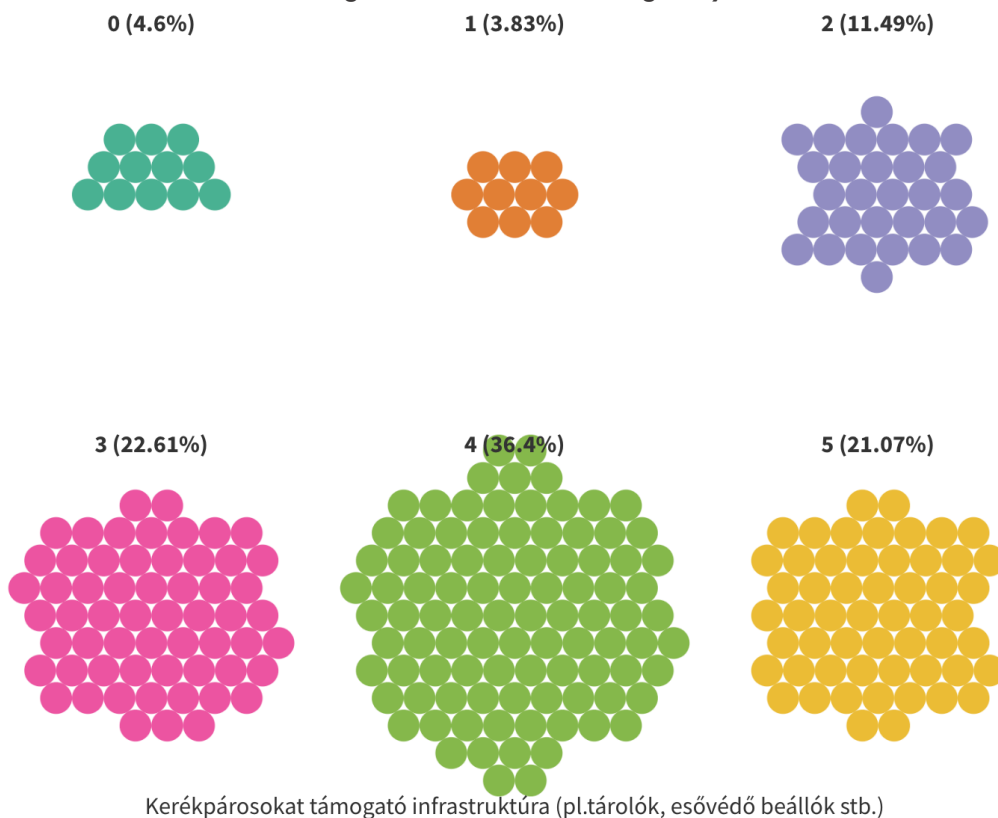 0 (4.6%) 1 (3.83%) 2 (11.49%)
3 (22.61%) 4 (36.4%) 5 (21.07%)
Kerékpárosokat támogató infrastruktúra (pl.tárolók, esővédő beállók stb.)